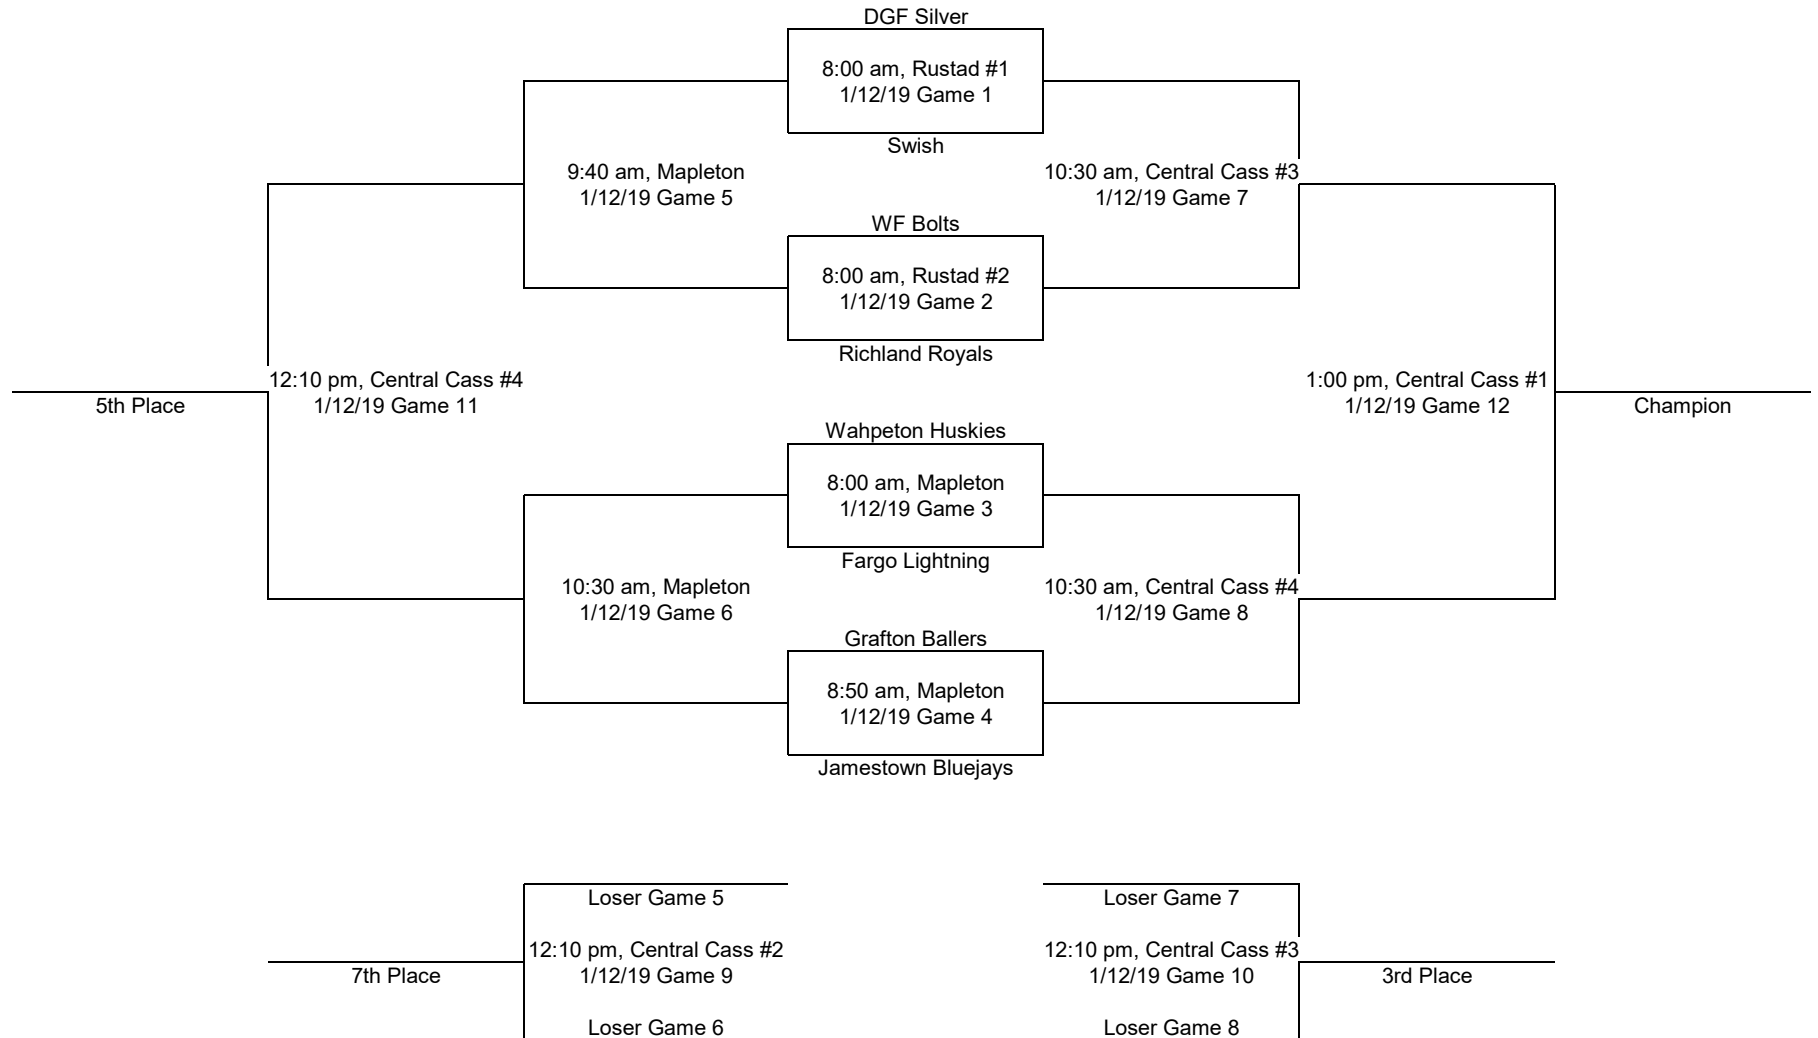 DGF Silver
8:00 am, Rustad #1
1/12/19 Game 1
Swish
9:40 am, Mapleton
1/12/19 Game 5
10:30 am, Central Cass #3
1/12/19 Game 7
WF Bolts
8:00 am, Rustad #2
1/12/19 Game 2
Richland Royals
12:10 pm, Central Cass #4
1/12/19 Game 11
5th Place
1:00 pm, Central Cass #1
1/12/19 Game 12
Champion
Wahpeton Huskies
8:00 am, Mapleton
1/12/19 Game 3
Fargo Lightning
10:30 am, Mapleton
1/12/19 Game 6
10:30 am, Central Cass #4
1/12/19 Game 8
Grafton Ballers
8:50 am, Mapleton
1/12/19 Game 4
Jamestown Bluejays
Loser Game 5
12:10 pm, Central Cass #2
1/12/19 Game 9
7th Place
Loser Game 6
Loser Game 7
12:10 pm, Central Cass #3
1/12/19 Game 10
3rd Place
Loser Game 8